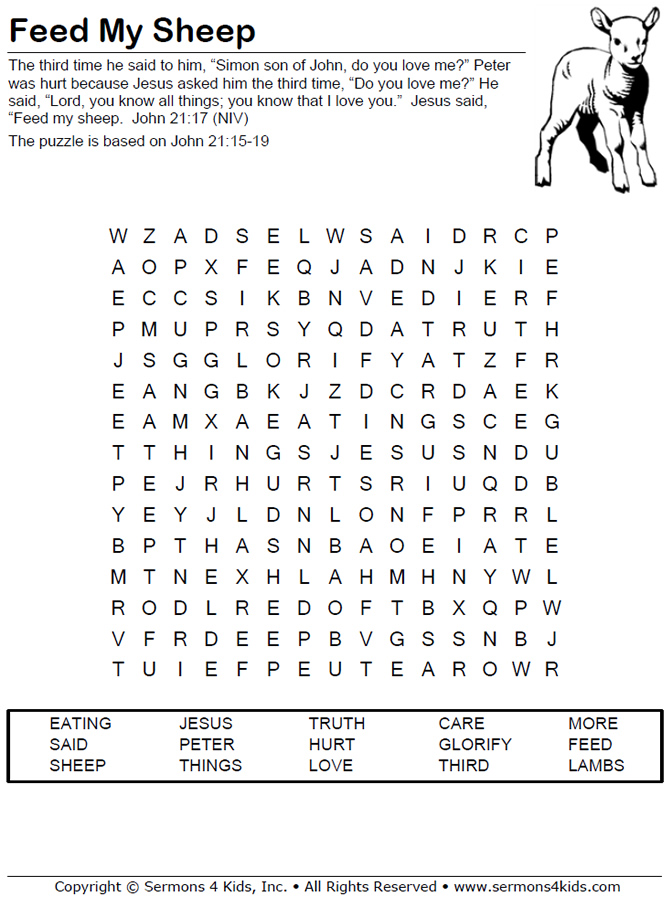 Feed My Sheep
The third time he said to him, “Simon son of John, do you love me?” Peter
was hurt because Jesus asked him the third time, “Do you love me?” He
said, “Lord, you know all things; you know that I love you.”  Jesus said,
“Feed my sheep.  John 21:17 (NIV)
The puzzle is based on John 21:15-19
W Z A D S E L W S A I D R C P
A O P X F E Q J A D N J K I E
E C C S I K B N V E D I E R F
P M U P R S Y Q D A T R U T H
J S G G L O R I F Y A T Z F R
E A N G B K J Z D C R D A E K
E A M X A E A T I N G S C E G
T T H I N G S J E S U S N D U
P E J R H U R T S R I U Q D B
Y E Y J L D N L O N F P R R L
B P T H A S N B A O E I A T E
M T N E X H L A H M H N Y W L
R O D L R E D O F T B X Q P W
V F R D E E P B V G S S N B J
T U I E F P E U T E A R O W R
EATING JESUS TRUTH CARE MORE
SAID PETER HURT GLORIFY FEED
SHEEP THINGS LOVE THIRD LAMBS
Copyright © Sermons 4 Kids, Inc. • All Rights Reserved • www.sermons4kids.com